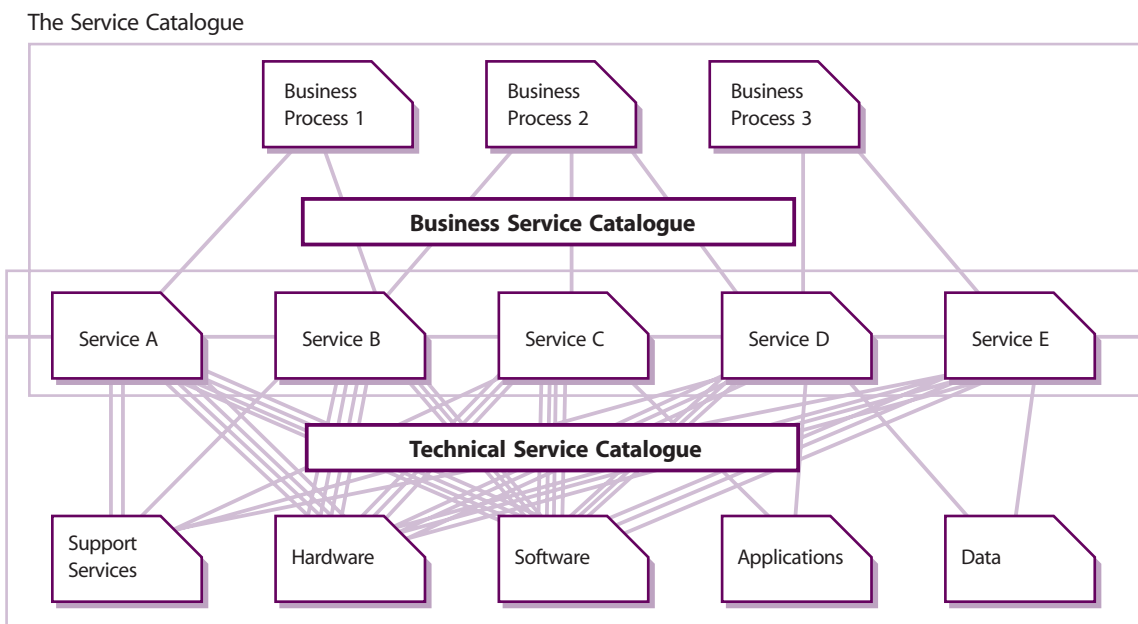 The Service Catalogue
Business
Process 1
Business
Process 2
Business
Process 3
Business Service Catalogue
Service A
Service B
Service C
Service D
Service E
Technical Service Catalogue
Support
Services
Hardware
Software
Applications
Data